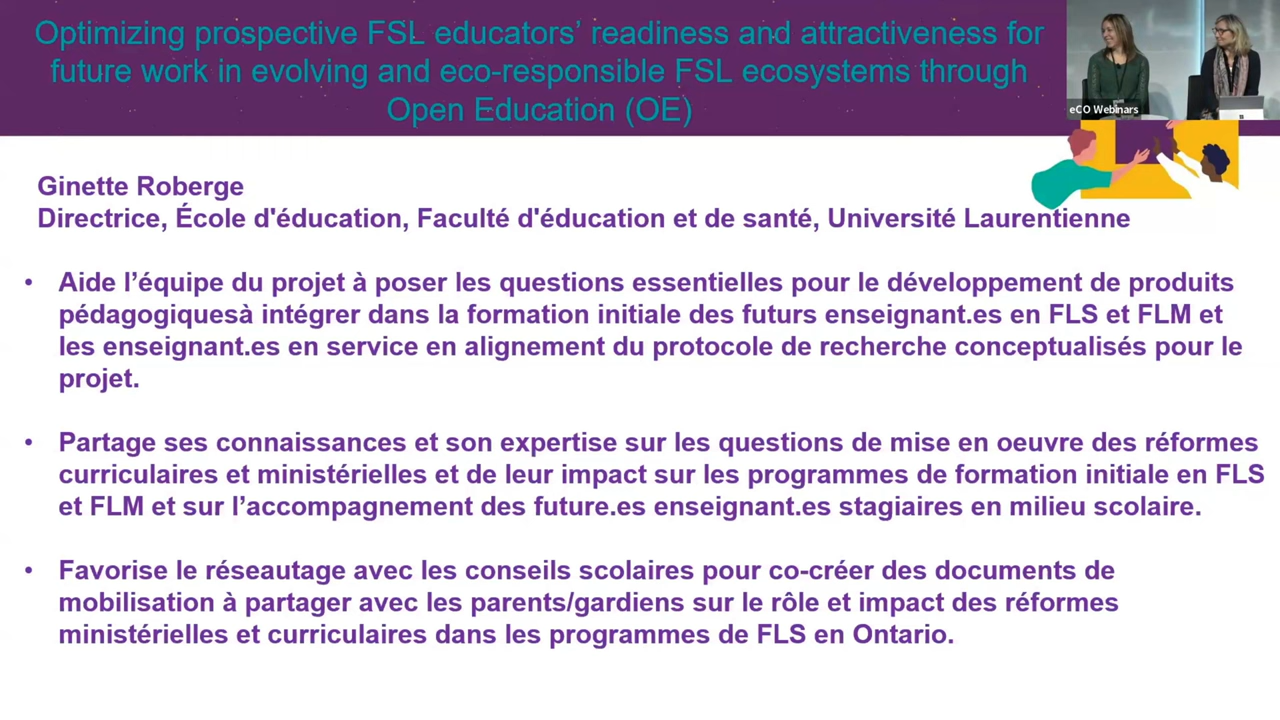 Optimizing prospective FSL educators’ readiness and attractiveness for
future work in evolving and eco-responsible FSL ecosystems through
Open Education (OE)
eCO Webinars
Ginette Roberge
Directrice, École d'éducation, Faculté d'éducation et de santé, Université Laurentienne
• Aide l’équipe du projet à poser les questions essentielles pour le développement de produits
pédagogiquesà intégrer dans la formation initiale des futurs enseignant.es en FLS et FLM et
les enseignant.es en service en alignement du protocole de recherche conceptualisés pour le
projet.
• Partage ses connaissances et son expertise sur les questions de mise en oeuvre des réformes
curriculaires et ministérielles et de leur impact sur les programmes de formation initiale en FLS
et FLM et sur l’accompagnement des future.es enseignant.es stagiaires en milieu scolaire.
• Favorise le réseautage avec les conseils scolaires pour co-créer des documents de
mobilisation à partager avec les parents/gardiens sur le rôle et impact des réformes
ministérielles et curriculaires dans les programmes de FLS en Ontario.